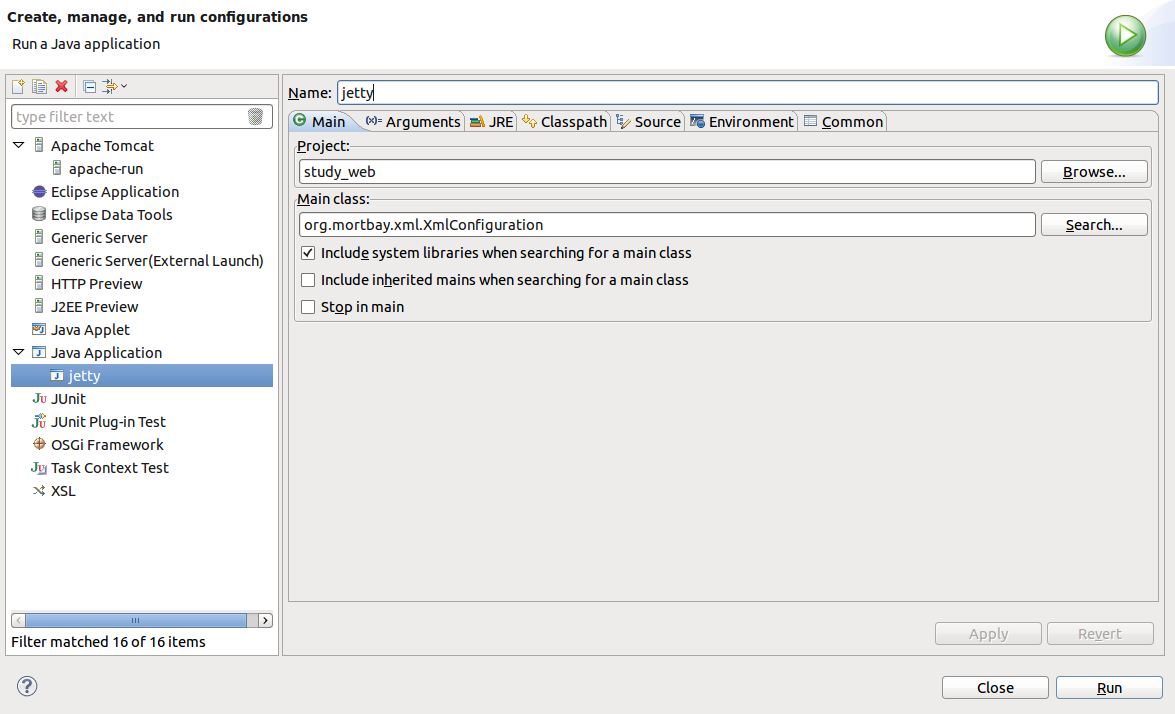 Create, manage, and run configurations
Run a Java application
type filter text
Apache Tomcat
apache-run
Eclipse Application
Eclipse Data Tools
Generic Server
Generic Server(External Launch)
HTTP Preview
J2EE Preview
Java Applet
Java Application
jetty
JUnit
JUnit Plug-in Test
OSGi Framework
Task Context Test
XSL
Filter matched 16 of 16 items
Name: jetty
Main (x)= Arguments JRE Classpath Source Environment Common
Project:
study_web Browse...
Main class:
org.mortbay.xml.XmlConfiguration Search...
Include system libraries when searching for a main class
Include inherited mains when searching for a main class
Stop in main
Apply Revert
? Close Run